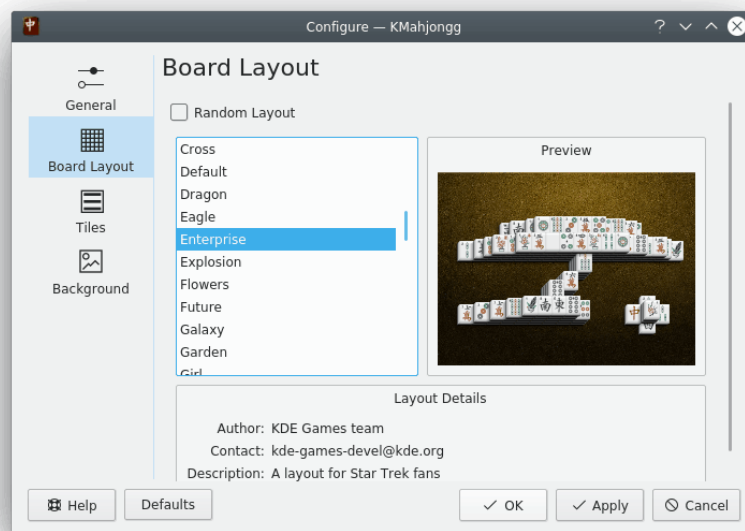 Configure — KMahjongg
General
Board Layout
Tiles
Background
Board Layout
Random Layout
Cross
Default
Dragon
Eagle
Enterprise
Explosion
Flowers
Future
Galaxy
Garden
Girl
Preview
Layout Details
Author: KDE Games team
Contact: kde-games-devel@kde.org
Description: A layout for Star Trek fans
Help
Defaults
OK
Apply
Cancel